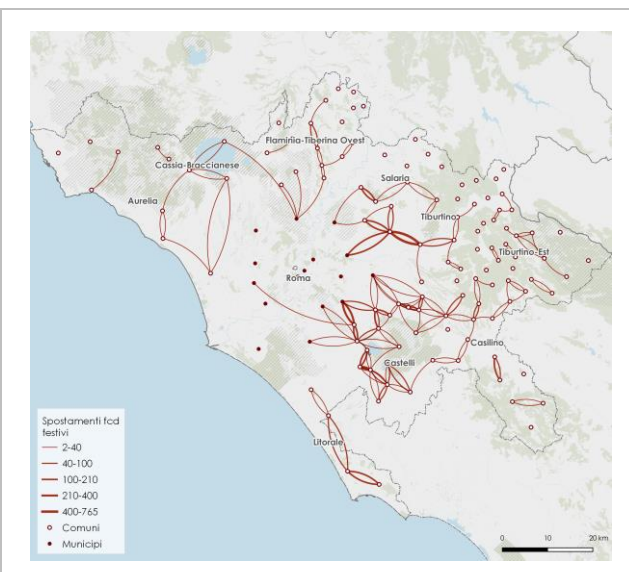 Flaminia-Tiberina Ovest
Cassia-Braccianese
Salaria
Aurelia
Tiburtino
Tiburtino-Est
Roma
Casilino
Castelli
Litorale
Spostamenti fcd
festivi
2-40
40-100
100-210
210-400
400-765
Comuni
Municipi
0 10 20 km